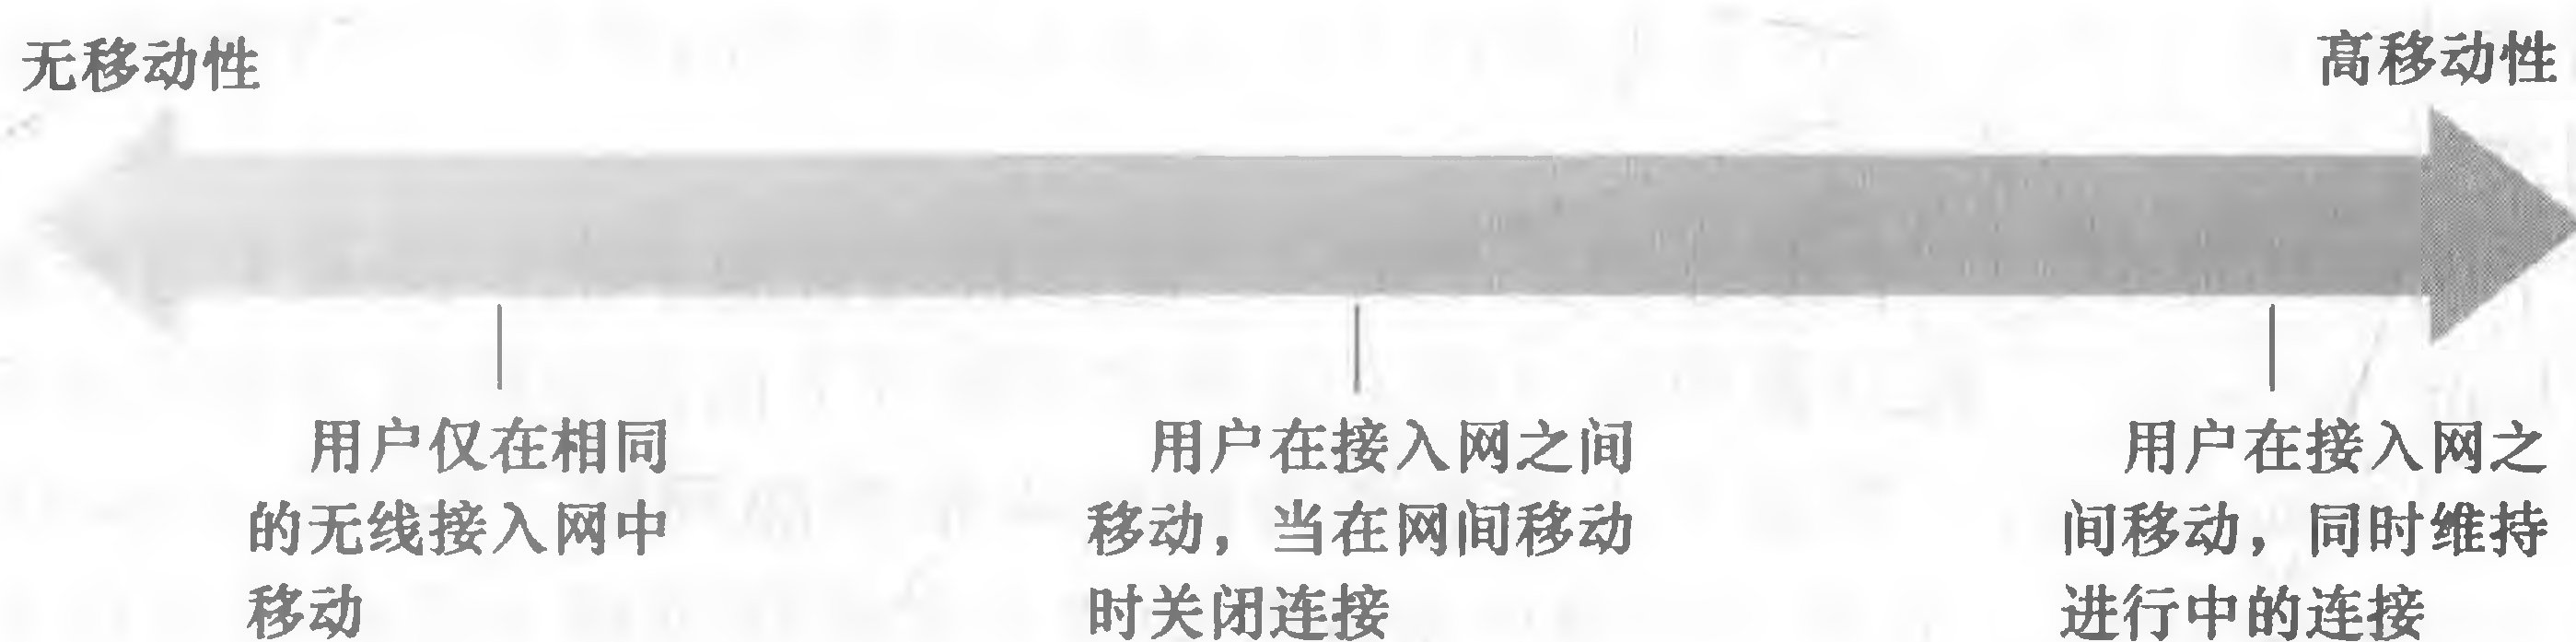 无移动性
高移动性
用户仅在相同
的无线接入网中
移动
用户在接入网之间
移动，当在网间移动
时关闭连接
用户在接入网之
间移动，同时维持
进行中的连接